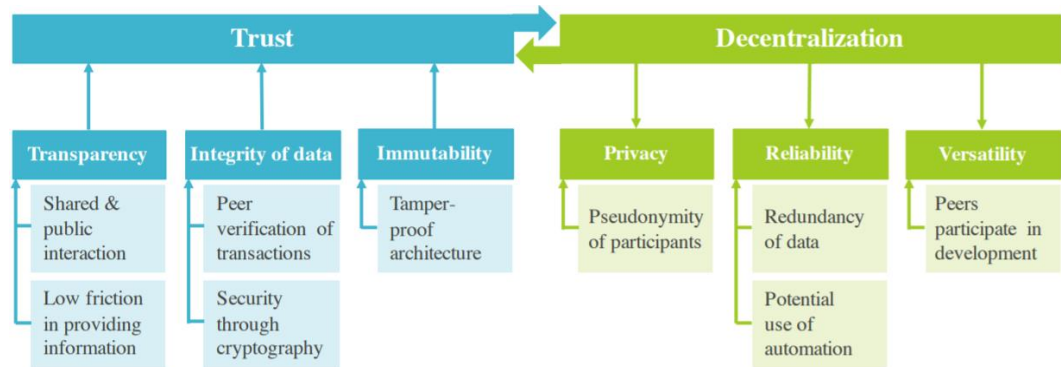 Trust
Decentralization
Transparency
Integrity of data
Immutability
Privacy
Reliability
Versatility
Shared &
public
interaction
Low friction
in providing
information
Peer
verification of
transactions
Security
through
cryptography
Tamper-
proof
architecture
Pseudonymity
of participants
Redundancy
of data
Potential
use of
automation
Peers
participate in
development